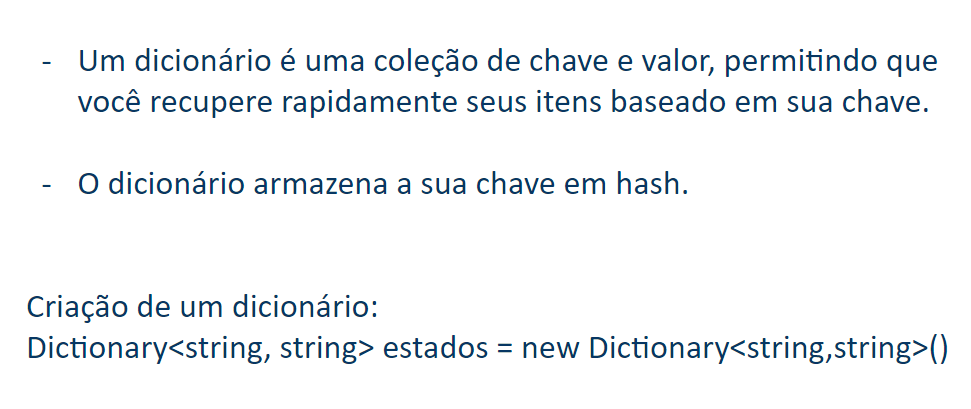 - Um dicionário é uma coleção de chave e valor, permitindo que
você recupere rapidamente seus itens baseado em sua chave.
- O dicionário armazena a sua chave em hash.
Criação de um dicionário:
Dictionary<string, string> estados = new Dictionary<string,string>()